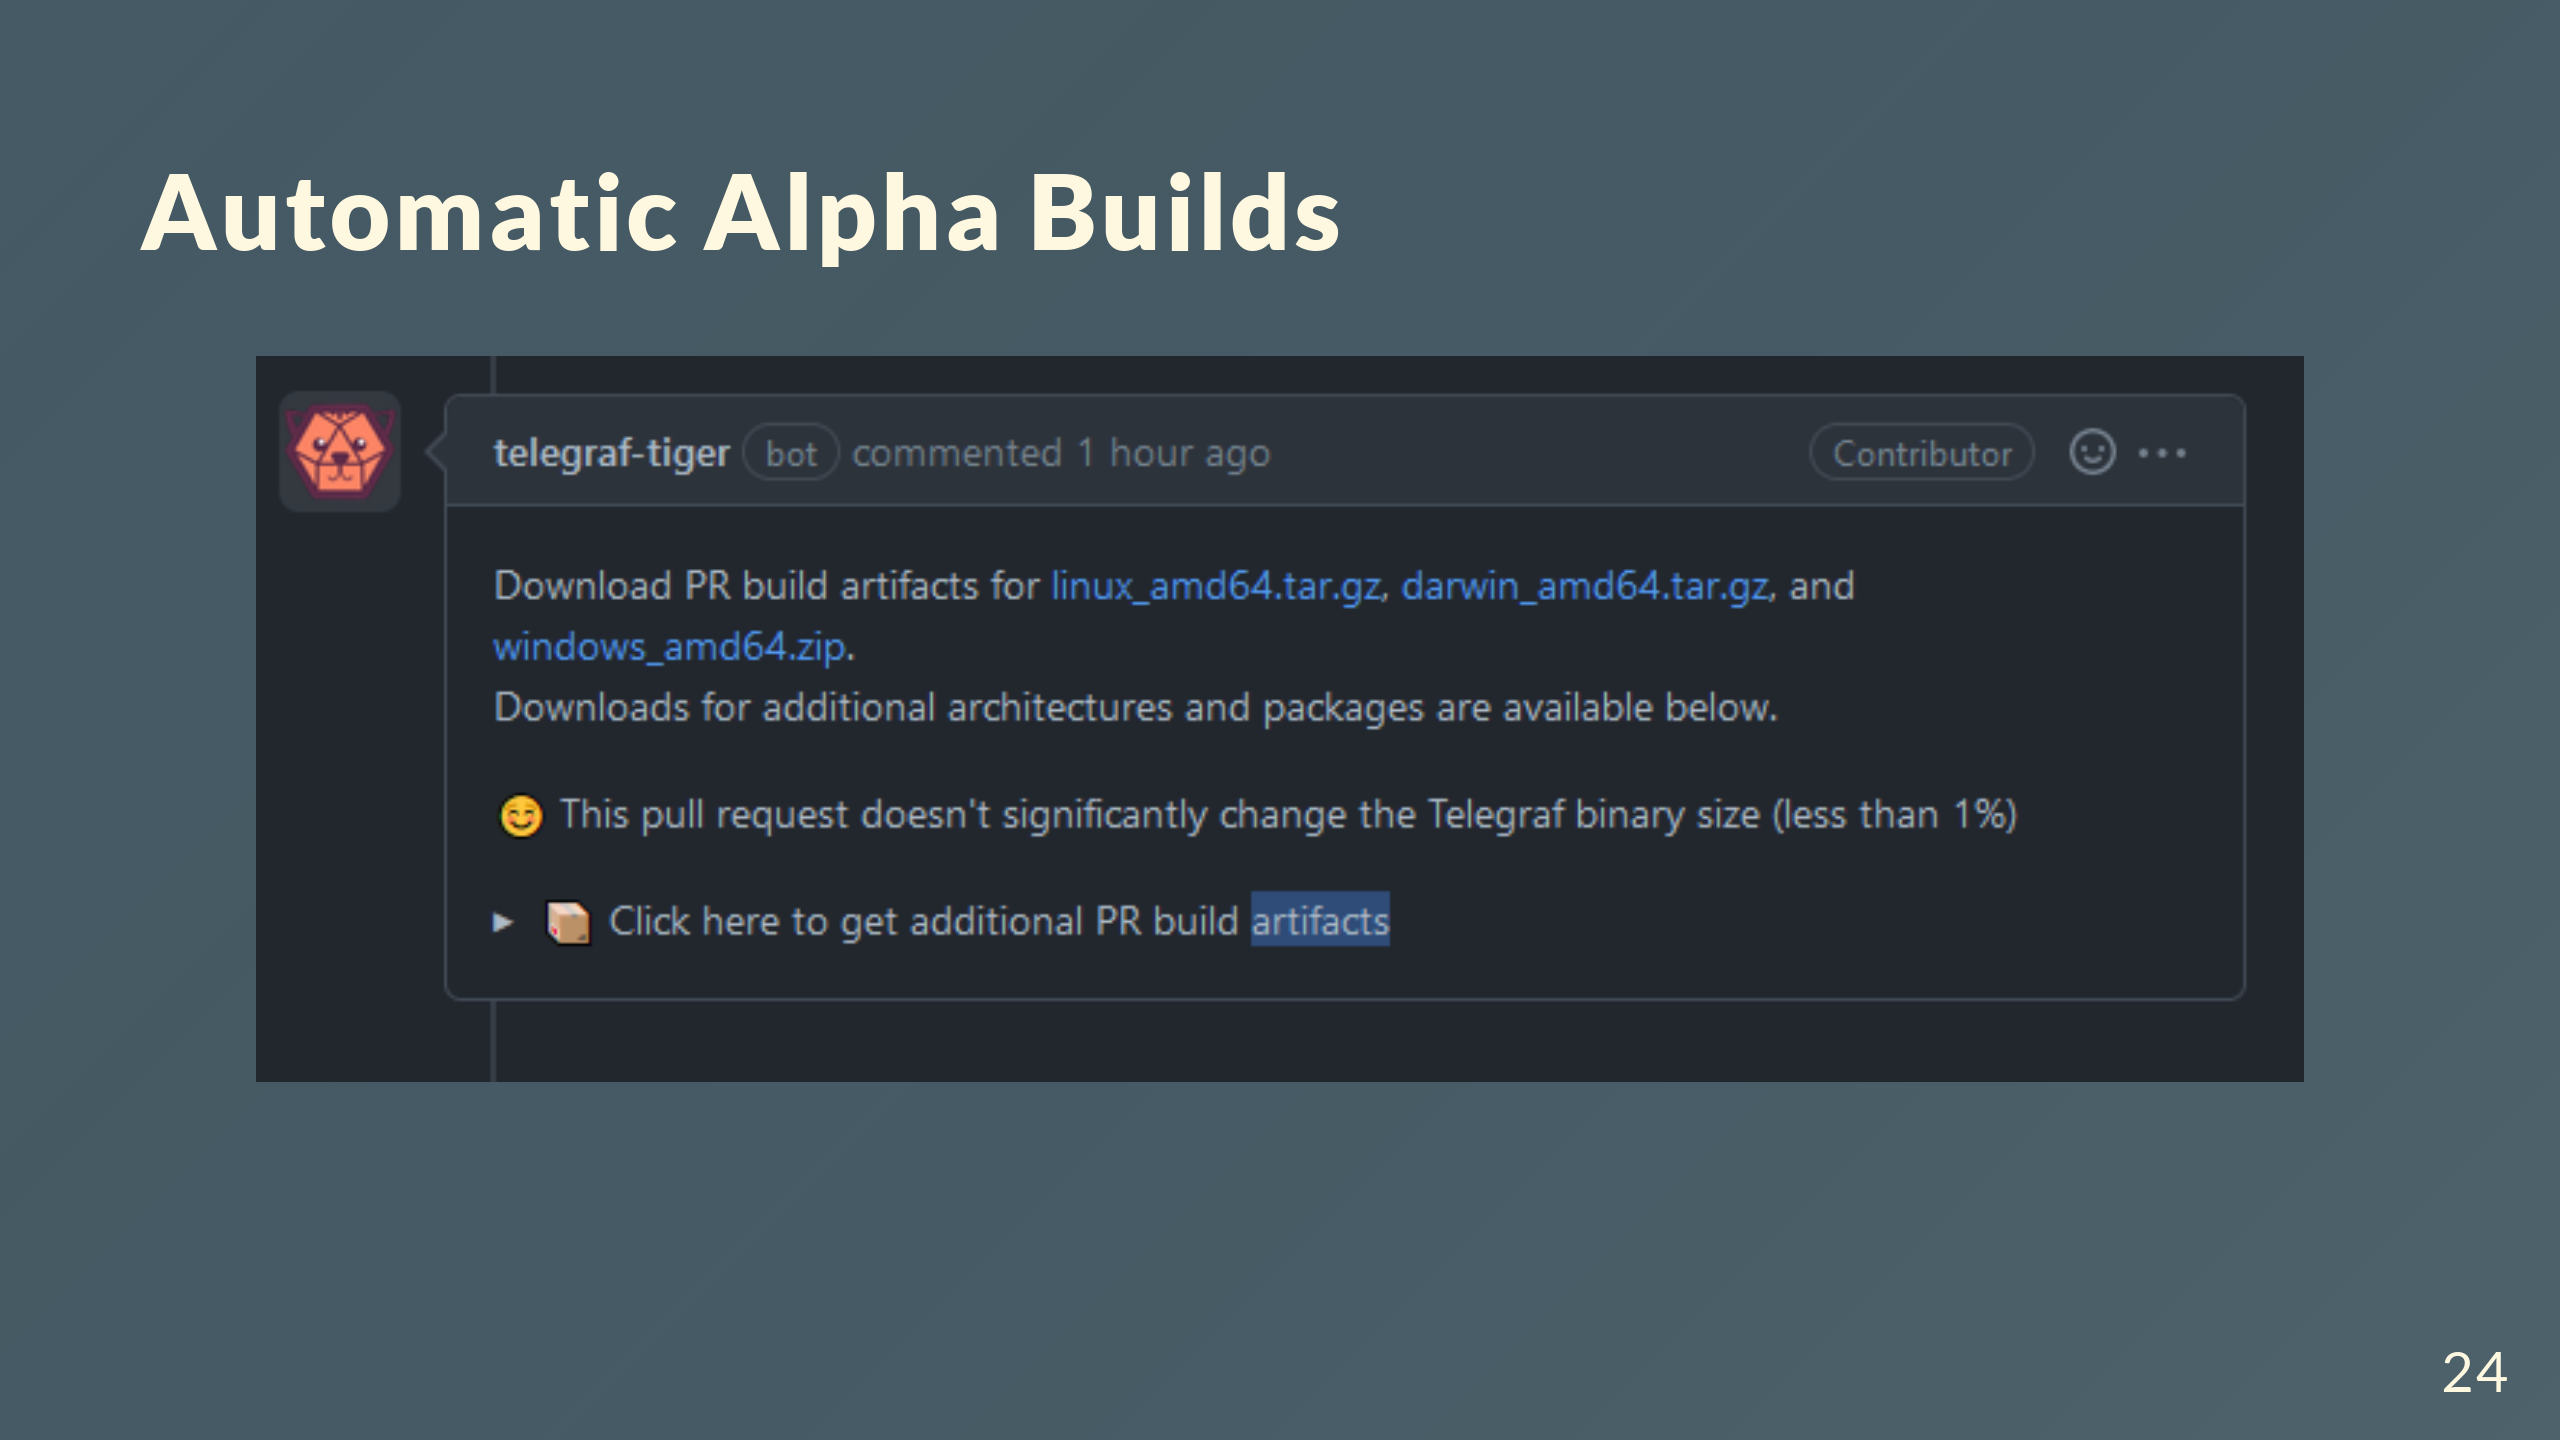 Automatic Alpha Builds
telegraf-tiger bot commented 1 hour ago Contributor
Download PR build artifacts for linux_amd64.tar.gz, darwin_amd64.tar.gz, and
windows_amd64.zip.
Downloads for additional architectures and packages are available below.
😊 This pull request doesn't significantly change the Telegraf binary size (less than 1%)
▶ 📦 Click here to get additional PR build artifacts
24